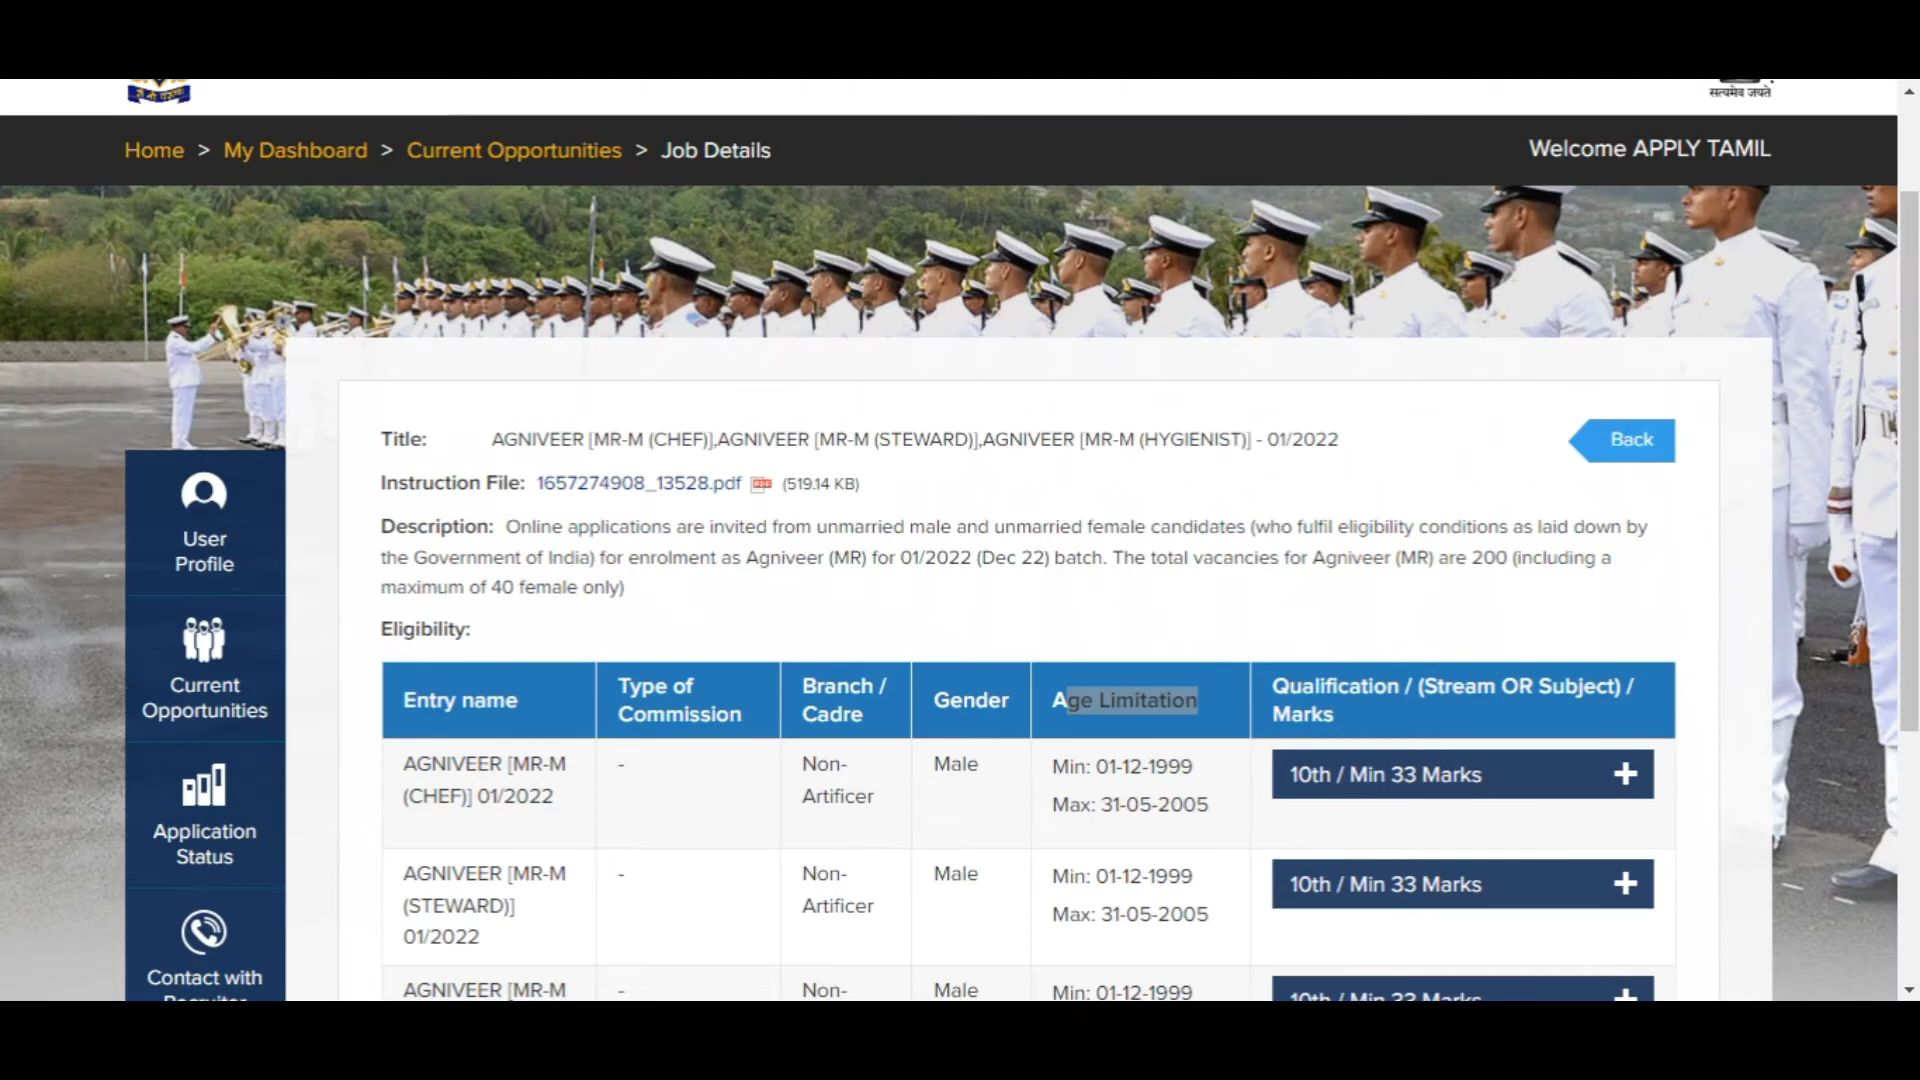 सत्यमेव जयते
Home > My Dashboard > Current Opportunities > Job Details
Welcome APPLY TAMIL
Title: AGNIVEER [MR-M (CHEF)],AGNIVEER [MR-M (STEWARD)],AGNIVEER [MR-M (HYGIENIST)] - 01/2022
Back
Instruction File: 1657274908_13528.pdf (519.14 KB)
Description: Online applications are invited from unmarried male and unmarried female candidates (who fulfil eligibility conditions as laid down by
the Government of India) for enrolment as Agniveer (MR) for 01/2022 (Dec 22) batch. The total vacancies for Agniveer (MR) are 200 (including a
maximum of 40 female only)
Eligibility:
User
Profile
Current
Opportunities
Application
Status
Contact with
Recruiter
Entry name
Type of
Commission
Branch /
Cadre
Gender
Age Limitation
Qualification / (Stream OR Subject) /
Marks
AGNIVEER [MR-M
(CHEF)] 01/2022
-
Non-
Artificer
Male
Min: 01-12-1999
Max: 31-05-2005
10th / Min 33 Marks +
AGNIVEER [MR-M
(STEWARD)]
01/2022
-
Non-
Artificer
Male
Min: 01-12-1999
Max: 31-05-2005
10th / Min 33 Marks +
AGNIVEER [MR-M
-
Non-
Male
Min: 01-12-1999
10th / Min 33 Marks +